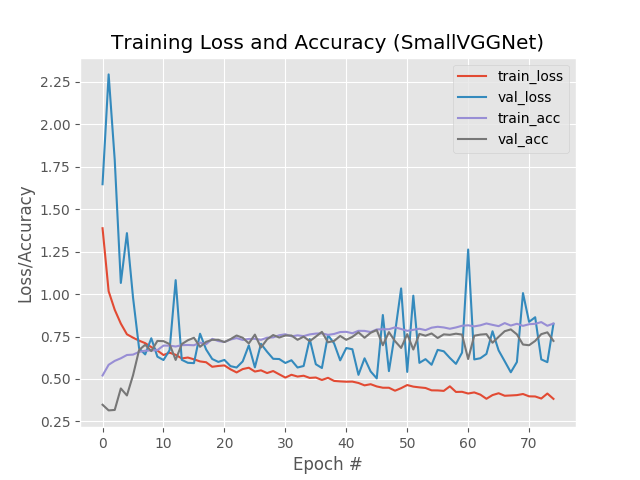 Training Loss and Accuracy (SmallVGGNet)
train_loss
val_loss
train_acc
val_acc
Loss/Accuracy
2.25
2.00
1.75
1.50
1.25
1.00
0.75
0.50
0.25
0 10 20 30 40 50 60 70
Epoch #